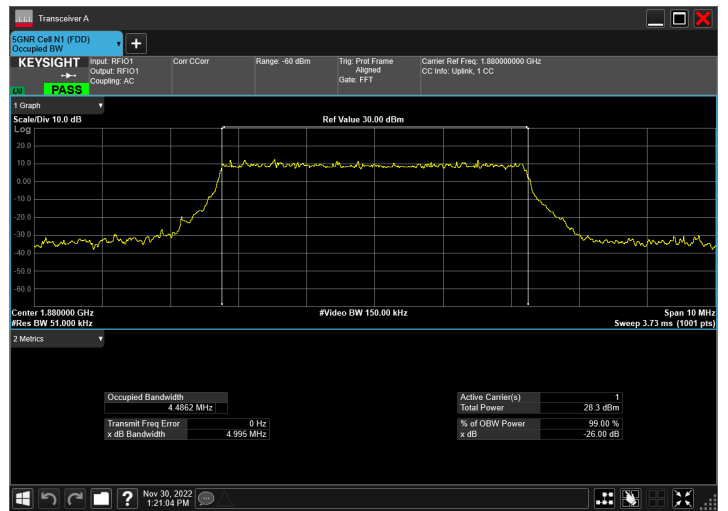 Transceiver A
5GNR Cell N1 (FDD)
Occupied BW
+
KEYSIGHT
LXI
PASS
Input: RFIO1
Output: RFIO1
Coupling: AC
Corr CCorr
Range: -60 dBm
Trig: Prot Frame
Aligned
Gate: FFT
Carrier Ref Freq: 1.880000000 GHz
CC Info: Uplink, 1 CC
1 Graph
Scale/Div 10.0 dB
Ref Value 30.00 dBm
Log
20.0
10.0
0.00
-10.0
-20.0
-30.0
-40.0
-50.0
-60.0
Center 1.880000 GHz
#Video BW 150.00 kHz
Span 10 MHz
#Res BW 51.000 kHz
Sweep 3.73 ms (1001 pts)
2 Metrics
Occupied Bandwidth
4.4862 MHz
Transmit Freq Error 0 Hz
x dB Bandwidth 4.995 MHz
Active Carrier(s) 1
Total Power 28.3 dBm
% of OBW Power 99.00 %
x dB -26.00 dB
?
Nov 30, 2022
1:21:04 PM